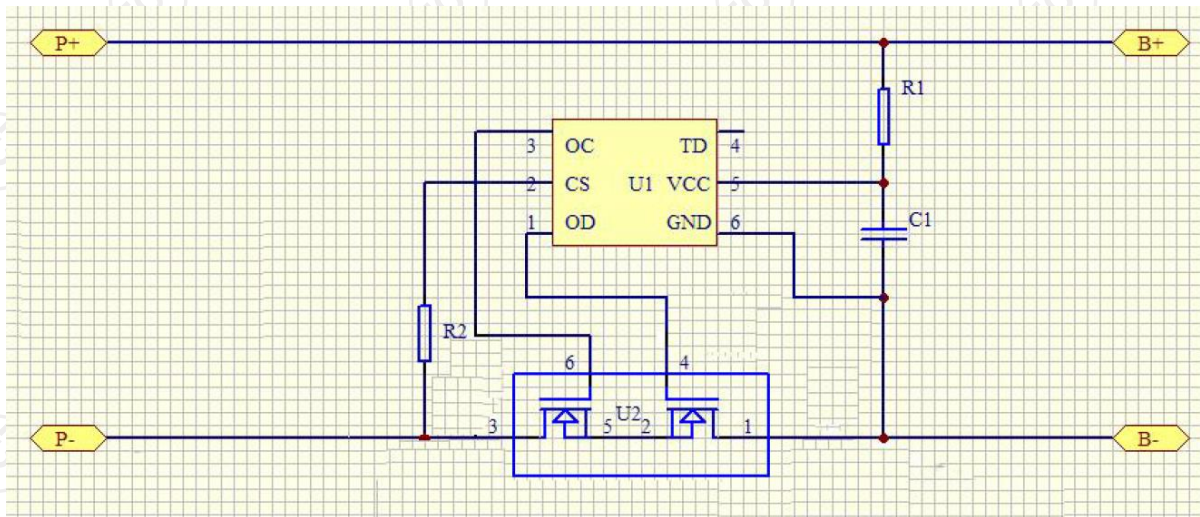 P+
B+
R1
3 OC TD 4
2 CS U1 VCC 5
1 OD GND 6
C1
R2
6 4
U2
3 5 2 1
P-
B-